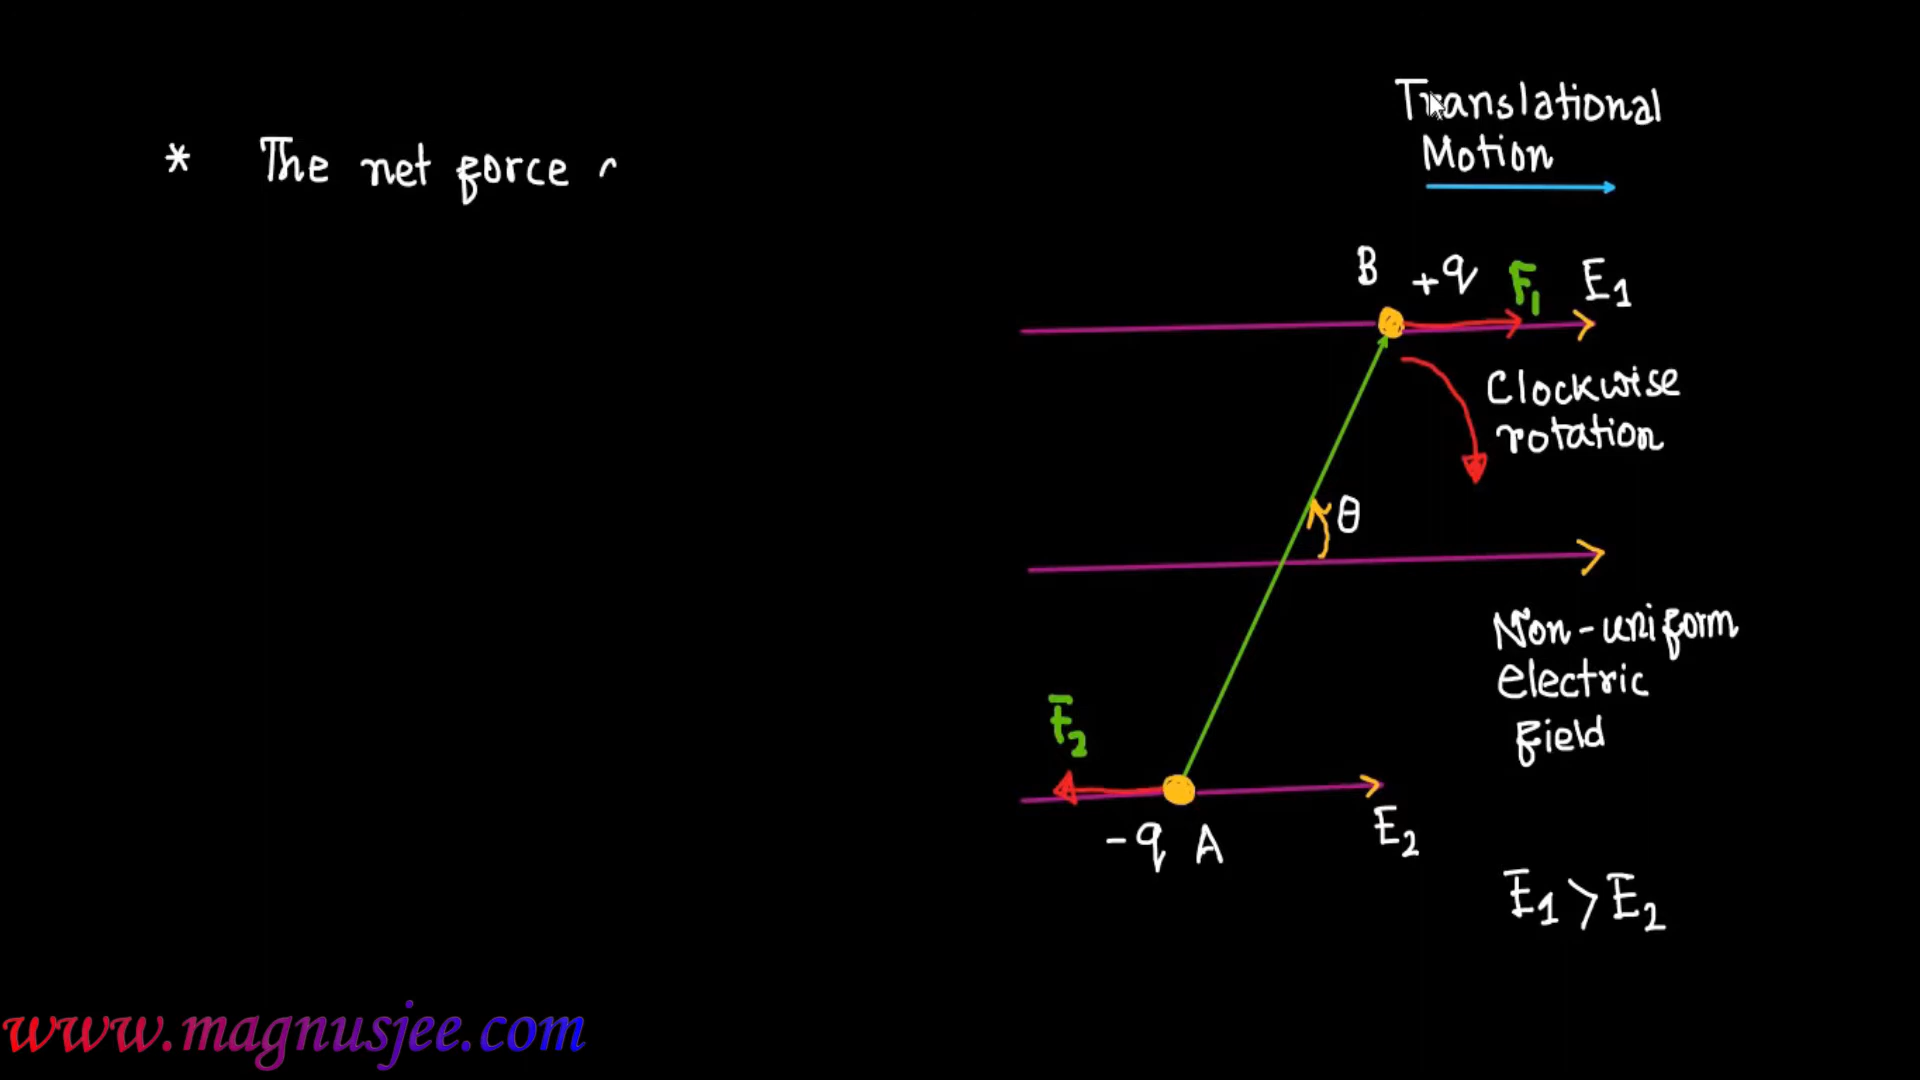 Translational
Motion
* The net force
B +q F1 E1
Clockwise
rotation
θ
Non-uniform
electric
field
F2
-q A
E2
E1 > E2
www.magnusjee.com